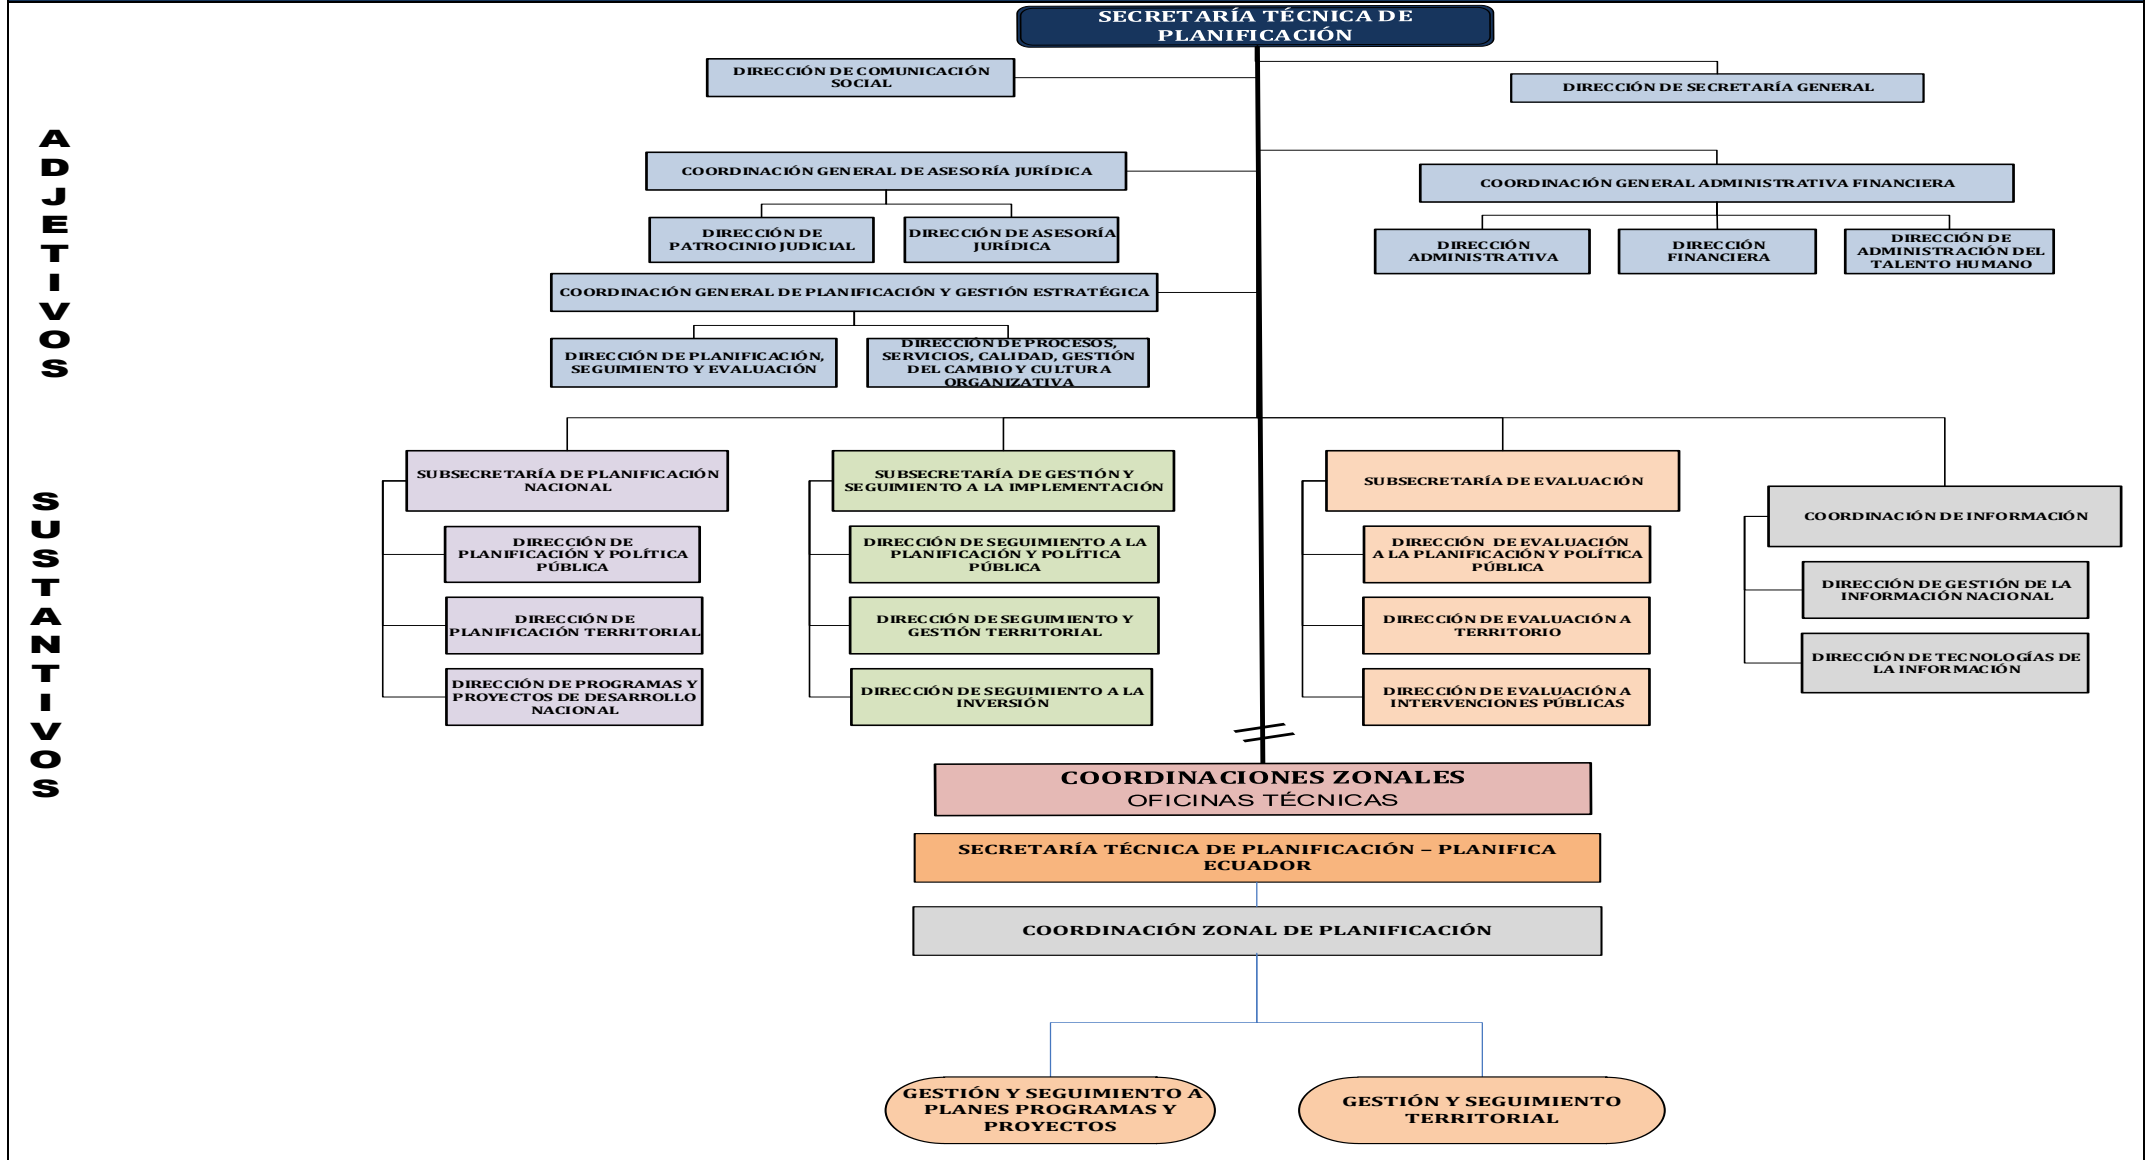 SECRETARÍA TÉCNICA DE
PLANIFICACIÓN
DIRECCIÓN DE COMUNICACIÓN
SOCIAL
DIRECCIÓN DE SECRETARÍA GENERAL
ADJETIVOS
COORDINACIÓN GENERAL DE ASESORÍA JURÍDICA
COORDINACIÓN GENERAL ADMINISTRATIVA FINANCIERA
DIRECCIÓN DE
PATROCINIO JUDICIAL
DIRECCIÓN DE ASESORÍA
JURÍDICA
DIRECCIÓN
ADMINISTRATIVA
DIRECCIÓN
FINANCIERA
DIRECCIÓN DE
ADMINISTRACIÓN DEL
TALENTO HUMANO
COORDINACIÓN GENERAL DE PLANIFICACIÓN Y GESTIÓN ESTRATÉGICA
DIRECCIÓN DE PLANIFICACIÓN,
SEGUIMIENTO Y EVALUACIÓN
DIRECCIÓN DE PROCESOS,
SERVICIOS, CALIDAD, GESTIÓN
DEL CAMBIO Y CULTURA
ORGANIZATIVA
SUSTANTIVOS
SUBSECRETARÍA DE PLANIFICACIÓN
NACIONAL
DIRECCIÓN DE
PLANIFICACIÓN Y POLÍTICA
PÚBLICA
DIRECCIÓN DE
PLANIFICACIÓN TERRITORIAL
DIRECCIÓN DE PROGRAMAS Y
PROYECTOS DE DESARROLLO
NACIONAL
SUBSECRETARÍA DE GESTIÓN Y
SEGUIMIENTO A LA IMPLEMENTACIÓN
DIRECCIÓN DE SEGUIMIENTO A LA
PLANIFICACIÓN Y POLÍTICA
PÚBLICA
DIRECCIÓN DE SEGUIMIENTO Y
GESTIÓN TERRITORIAL
DIRECCIÓN DE SEGUIMIENTO A LA
INVERSIÓN
SUBSECRETARÍA DE EVALUACIÓN
DIRECCIÓN DE EVALUACIÓN
A LA PLANIFICACIÓN Y POLÍTICA
PÚBLICA
DIRECCIÓN DE EVALUACIÓN A
TERRITORIO
DIRECCIÓN DE EVALUACIÓN A
INTERVENCIONES PÚBLICAS
COORDINACIÓN DE INFORMACIÓN
DIRECCIÓN DE GESTIÓN DE LA
INFORMACIÓN NACIONAL
DIRECCIÓN DE TECNOLOGÍAS DE
LA INFORMACIÓN
COORDINACIONES ZONALES
OFICINAS TÉCNICAS
SECRETARÍA TÉCNICA DE PLANIFICACIÓN – PLANIFICA
ECUADOR
COORDINACIÓN ZONAL DE PLANIFICACIÓN
GESTIÓN Y SEGUIMIENTO A
PLANES PROGRAMAS Y
PROYECTOS
GESTIÓN Y SEGUIMIENTO
TERRITORIAL